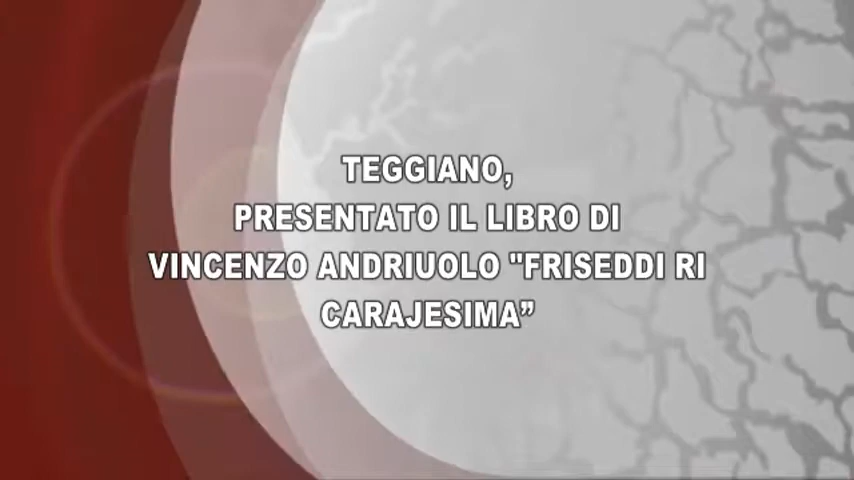 TEGGIANO,
PRESENTATO IL LIBRO DI
VINCENZO ANDRIUOLO "FRISEDDI RI
CARAJESIMA”